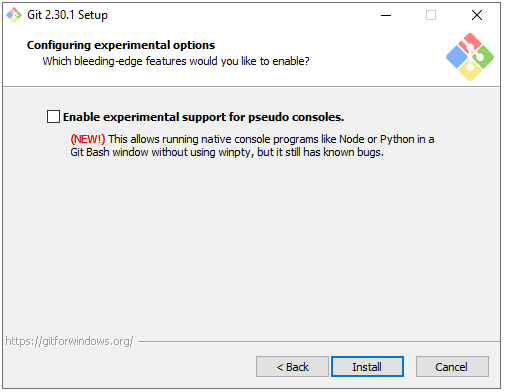 Git 2.30.1 Setup
Configuring experimental options
Which bleeding-edge features would you like to enable?
Enable experimental support for pseudo consoles.
(NEW!) This allows running native console programs like Node or Python in a
Git Bash window without using winpty, but it still has known bugs.
https://gitforwindows.org/
< Back Install Cancel